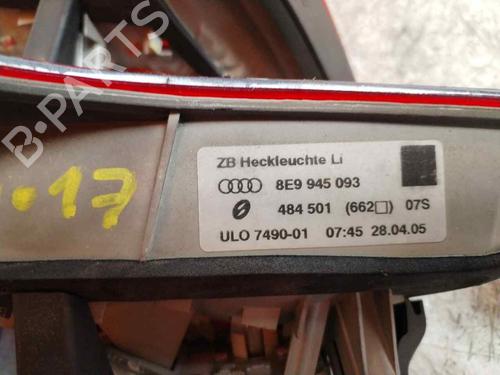 B-PARTS
ZB Heckleuchte Li
8E9 945 093
484 501 (662□) 07S
ULO 7490-01 07:45 28.04.05
17